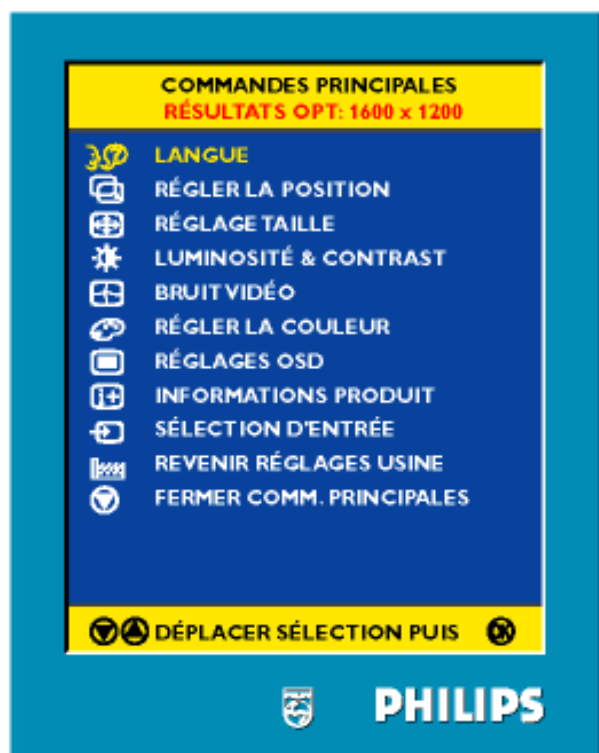 COMMANDES PRINCIPALES
RÉSULTATS OPT: 1600 x 1200
LANGUE
RÉGLER LA POSITION
RÉGLAGE TAILLE
LUMINOSITÉ & CONTRAST
BRUIT VIDÉO
RÉGLER LA COULEUR
RÉGLAGES OSD
INFORMATIONS PRODUIT
SÉLECTION D'ENTRÉE
REVENIR RÉGLAGES USINE
FERMER COMM. PRINCIPALES
DÉPLACER SÉLECTION PUIS OK
PHILIPS